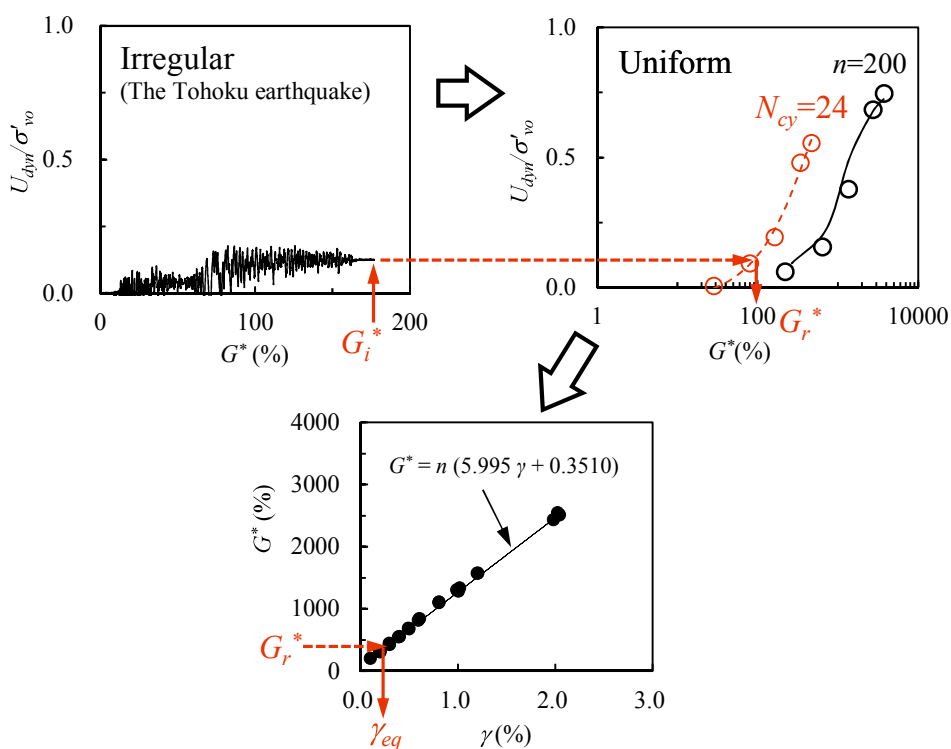 Irregular
(The Tohoku earthquake)
1.0
0.5
0.0
U_dyn/σ'_vo
0
100
200
G_i^*
G^* (%)
Uniform
n=200
N_cy=24
1.0
0.5
0.0
U_dyn/σ'_vo
1
100
10000
G_r^*
G^*(%)
4000
3000
2000
1000
0
G^* (%)
G^* = n (5.995 γ + 0.3510)
G_r^*
0.0
1.0
2.0
3.0
γ_eq
γ(%)